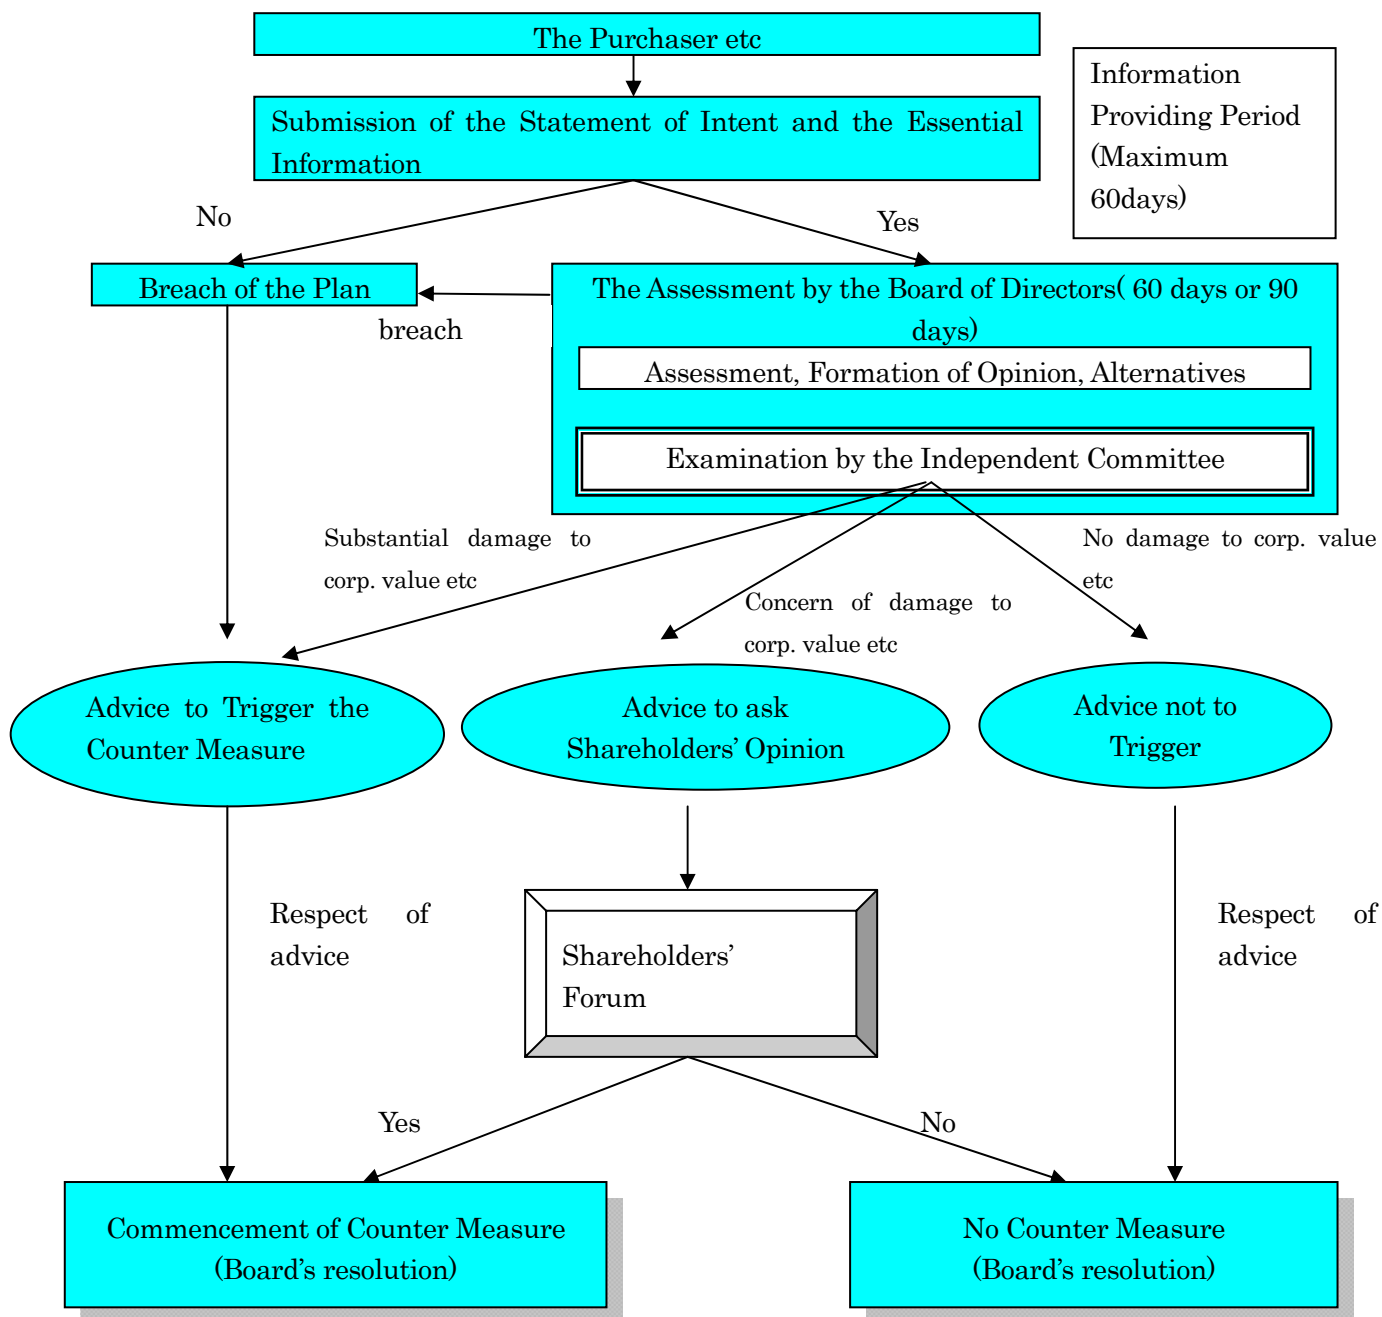 The Purchaser etc
Information
Providing Period
(Maximum
60days)
Submission of the Statement of Intent and the Essential
Information
No
Yes
Breach of the Plan
The Assessment by the Board of Directors( 60 days or 90
days)
breach
Assessment, Formation of Opinion, Alternatives
Examination by the Independent Committee
Substantial damage to
corp. value etc
Concern of damage to
corp. value etc
No damage to corp. value
etc
Advice to Trigger the
Counter Measure
Advice to ask
Shareholders’ Opinion
Advice not to
Trigger
Respect of
advice
Shareholders’
Forum
Respect of
advice
Yes
No
Commencement of Counter Measure
(Board’s resolution)
No Counter Measure
(Board’s resolution)